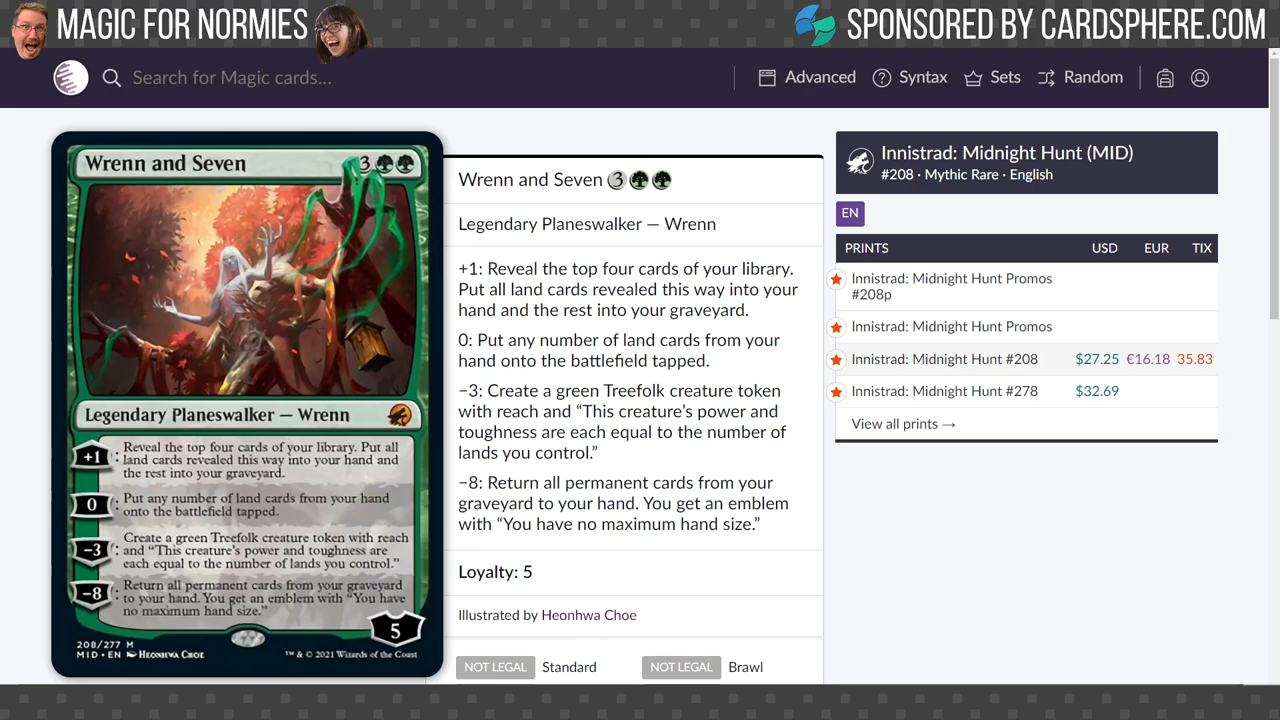 MAGIC FOR NORMIES
SPONSORED BY CARDSPHERE.COM
Search for Magic cards...
Advanced
Syntax
Sets
Random
Wrenn and Seven 3
Legendary Planeswalker — Wrenn
+1: Reveal the top four cards of your library. Put all
land cards revealed this way into your hand and
the rest into your graveyard.
0: Put any number of land cards from your hand
onto the battlefield tapped.
−3: Create a green Treefolk creature token with reach
and “This creature's power and toughness are
each equal to the number of lands you control.”
−8: Return all permanent cards from your graveyard
to your hand. You get an emblem with “You have
no maximum hand size.”
5
208/277 M
MID • EN Heonhwa Choe
™ & © 2021 Wizards of the Coast
Wrenn and Seven 3
Legendary Planeswalker — Wrenn
+1: Reveal the top four cards of your library.
Put all land cards revealed this way into your
hand and the rest into your graveyard.
0: Put any number of land cards from your
hand onto the battlefield tapped.
−3: Create a green Treefolk creature token
with reach and “This creature's power and
toughness are each equal to the number of
lands you control.”
−8: Return all permanent cards from your
graveyard to your hand. You get an emblem
with “You have no maximum hand size.”
Loyalty: 5
Illustrated by Heonhwa Choe
NOT LEGAL Standard
NOT LEGAL Brawl
Innistrad: Midnight Hunt (MID)
#208 · Mythic Rare · English
EN
PRINTS USD EUR TIX
Innistrad: Midnight Hunt Promos
#208p
Innistrad: Midnight Hunt Promos
Innistrad: Midnight Hunt #208 $27.25 €16.18 35.83
Innistrad: Midnight Hunt #278 $32.69
View all prints →